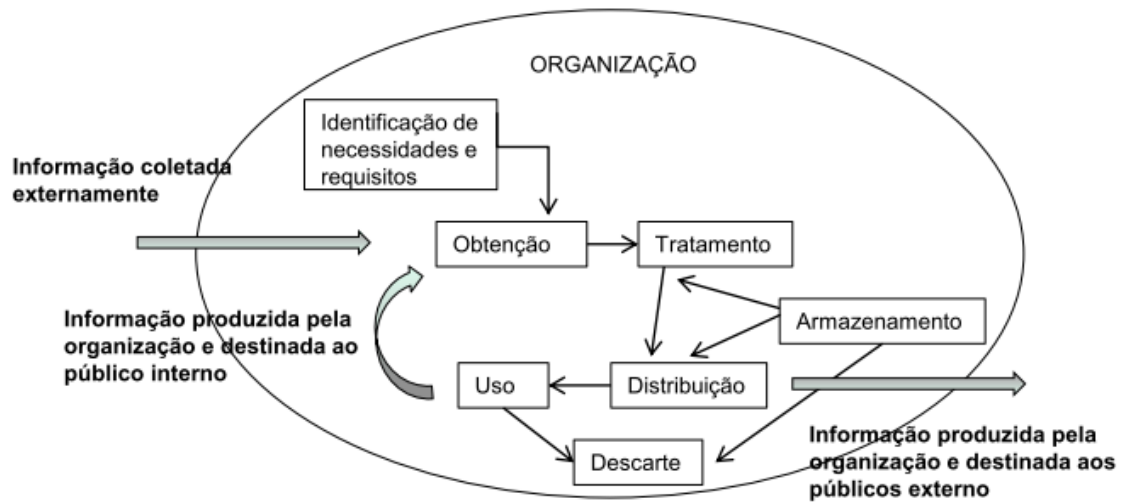 ORGANIZAÇÃO
Identificação de
necessidades e
requisitos
Informação coletada
externamente
Obtenção
Tratamento
Armazenamento
Informação produzida pela
organização e destinada ao
público interno
Uso
Distribuição
Descarte
Informação produzida pela
organização e destinada aos
públicos externo